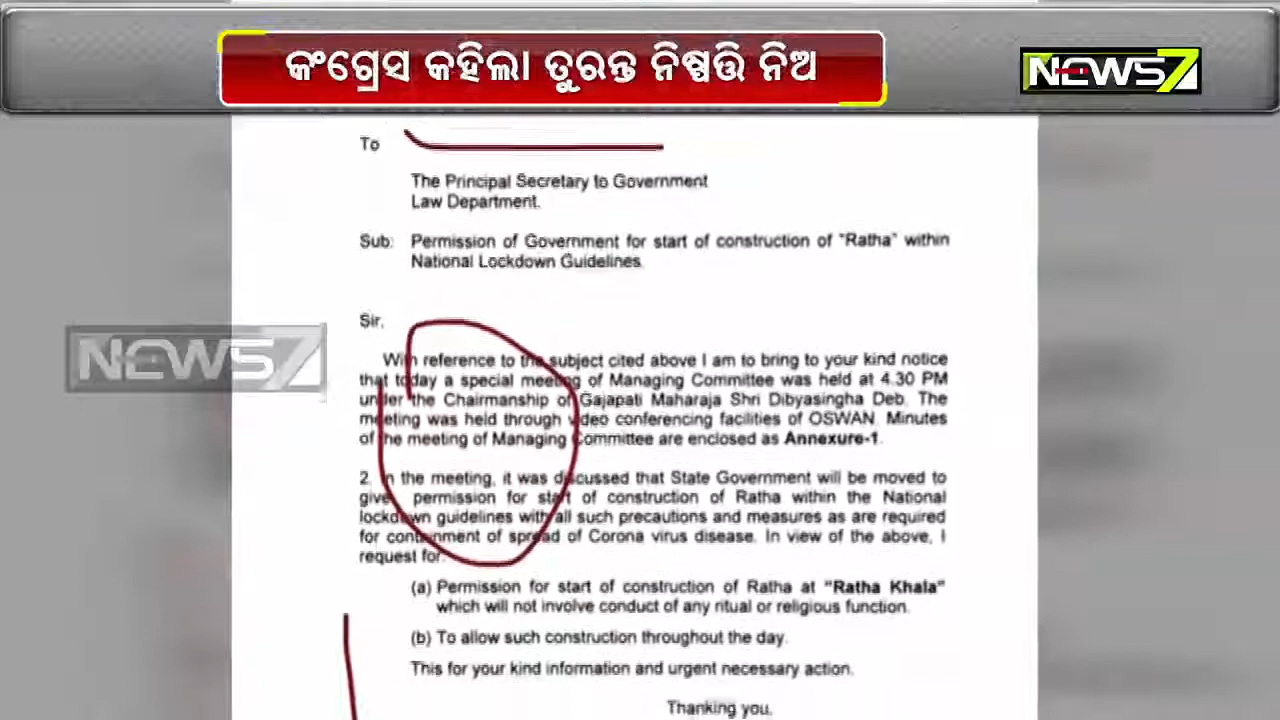 କଂଗ୍ରେସ କହିଲା ତୁରନ୍ତ ନିଷ୍ପତ୍ତି ନିଅ
NEWS7
To
The Principal Secretary to Government
Law Department.
Sub: Permission of Government for start of construction of "Ratha" within
National Lockdown Guidelines.
Sir,
NEWS7
With reference to the subject cited above I am to bring to your kind notice
that today a special meeting of Managing Committee was held at 4.30 PM
under the Chairmanship of Gajapati Maharaja Shri Dibyasingha Deb. The
meeting was held through video conferencing facilities of OSWAN. Minutes
of the meeting of Managing Committee are enclosed as Annexure-1.
2. In the meeting, it was discussed that State Government will be moved to
give permission for start of construction of Ratha within the National
lockdown guidelines with all such precautions and measures as are required
for containment of spread of Corona virus disease. In view of the above, I
request for:
(a) Permission for start of construction of Ratha at "Ratha Khala"
which will not involve conduct of any ritual or religious function.
(b) To allow such construction throughout the day.
This for your kind information and urgent necessary action.
Thanking you,